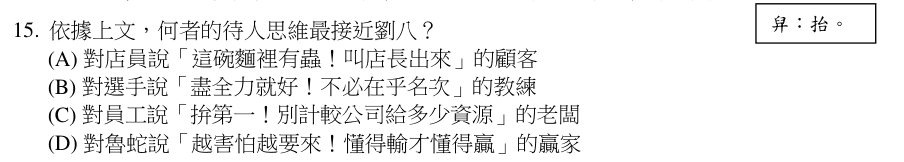 舁：抬。
15. 依據上文，何者的待人思維最接近劉八？
(A) 對店員說「這碗麵裡有蟲！叫店長出來」的顧客
(B) 對選手說「盡全力就好！不必在乎名次」的教練
(C) 對員工說「拚第一！別計較公司給多少資源」的老闆
(D) 對魯蛇說「越害怕越要來！懂得輸才懂得贏」的贏家